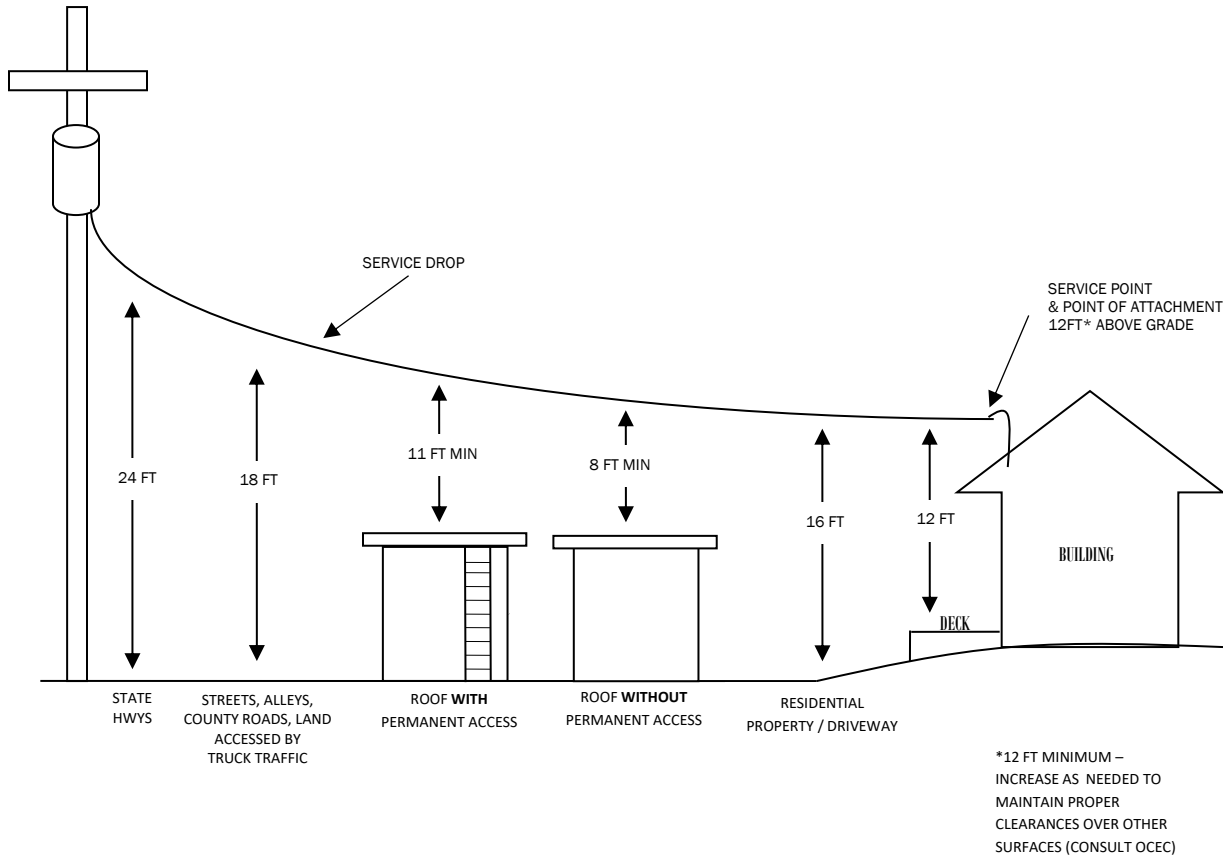 SERVICE DROP
SERVICE POINT
& POINT OF ATTACHMENT
12FT* ABOVE GRADE
24 FT
18 FT
11 FT MIN
8 FT MIN
16 FT
12 FT
BUILDING
DECK
STATE
HWYS
STREETS, ALLEYS,
COUNTY ROADS, LAND
ACCESSED BY
TRUCK TRAFFIC
ROOF WITH
PERMANENT ACCESS
ROOF WITHOUT
PERMANENT ACCESS
RESIDENTIAL
PROPERTY / DRIVEWAY
*12 FT MINIMUM –
INCREASE AS NEEDED TO
MAINTAIN PROPER
CLEARANCES OVER OTHER
SURFACES (CONSULT OCEC)